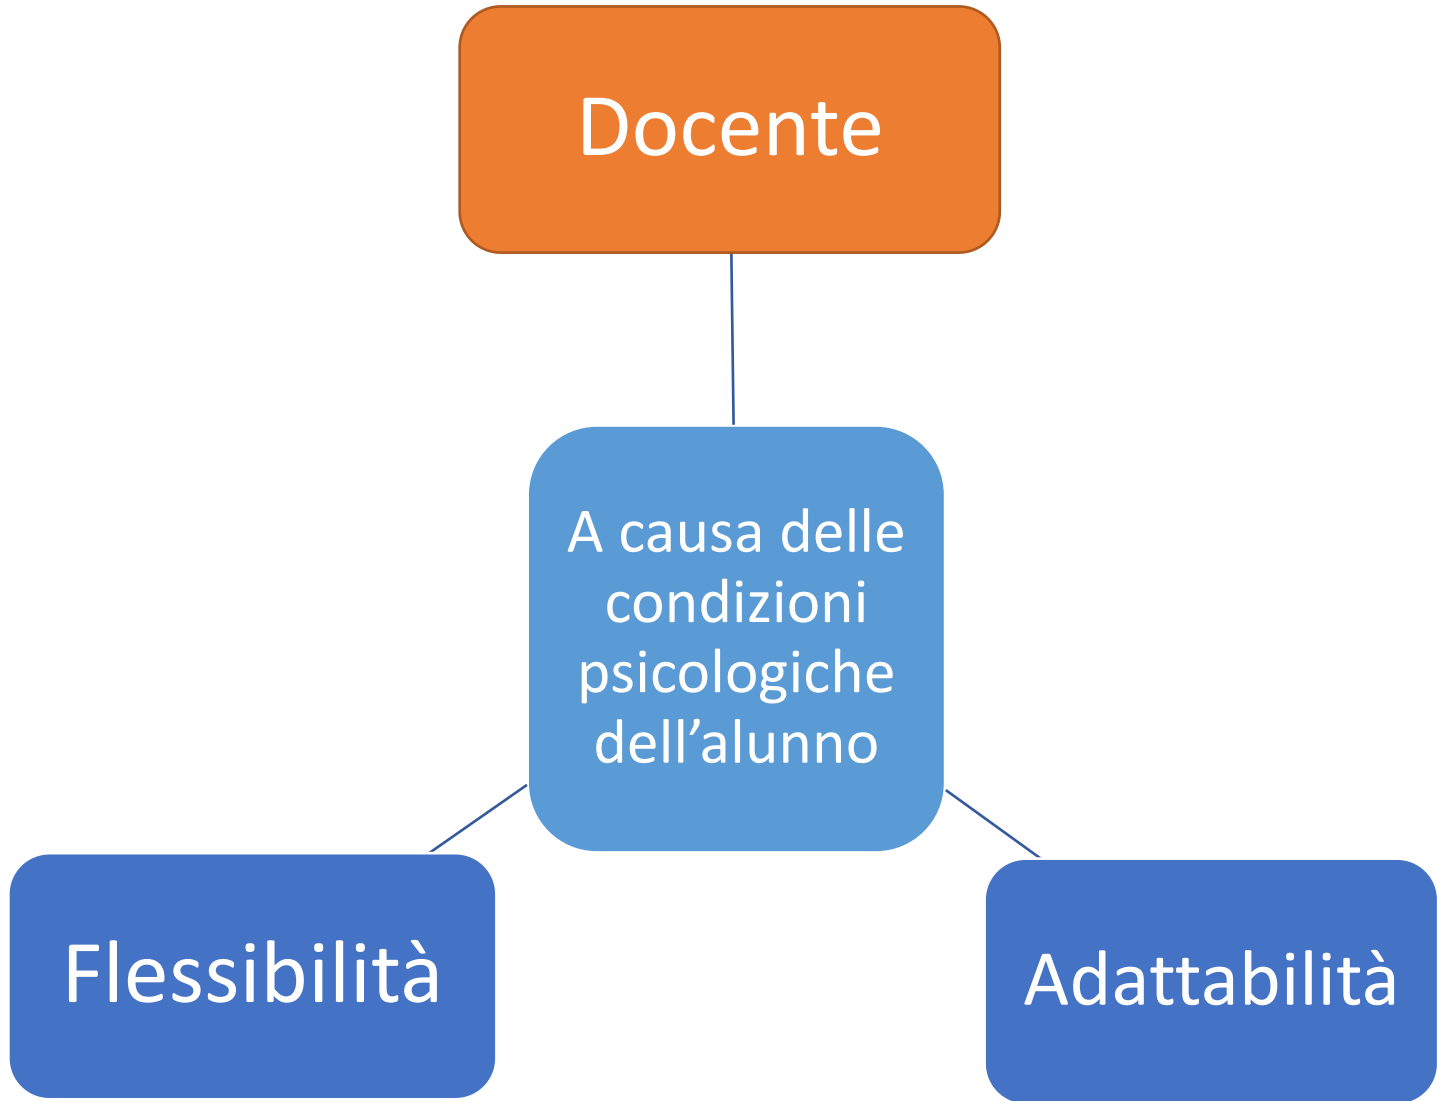 Docente
A causa delle
condizioni
psicologiche
dell’alunno
Flessibilità
Adattabilità